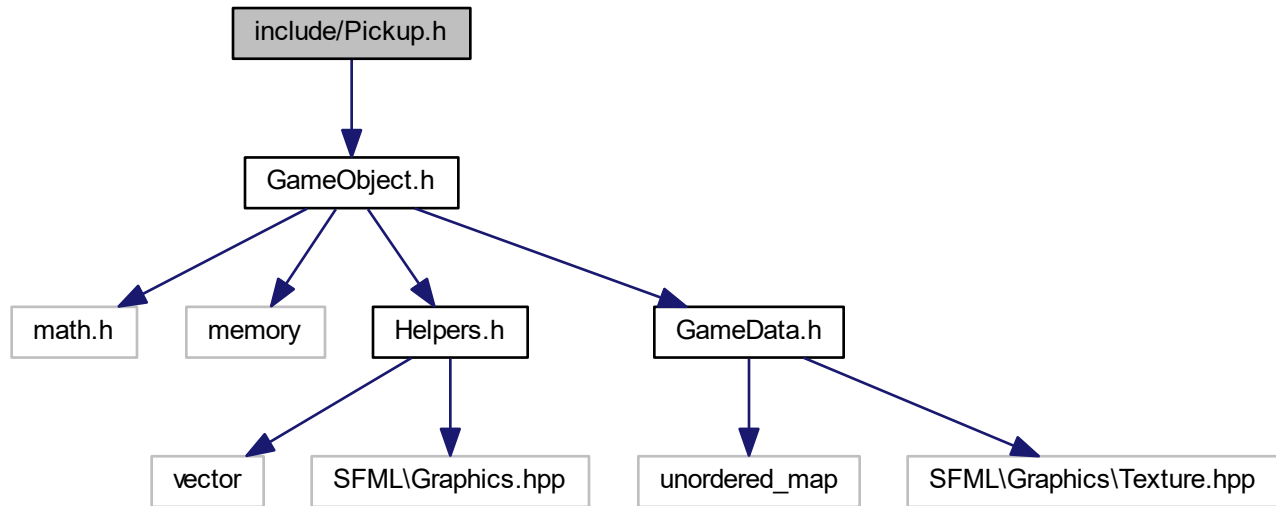 include/Pickup.h
GameObject.h
math.h
memory
Helpers.h
GameData.h
vector
SFML\Graphics.hpp
unordered_map
SFML\Graphics\Texture.hpp